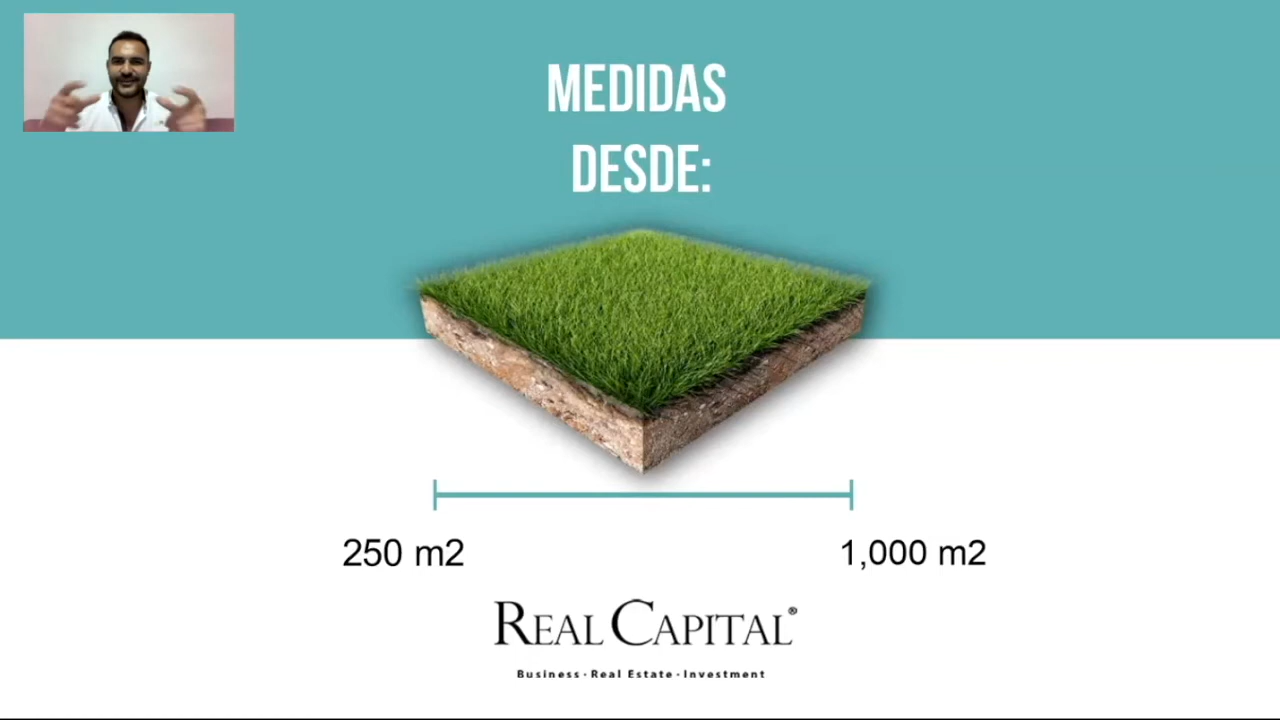 MEDIDAS
DESDE:
250 m2
1,000 m2
REAL CAPITAL®
Business · Real Estate · Investment